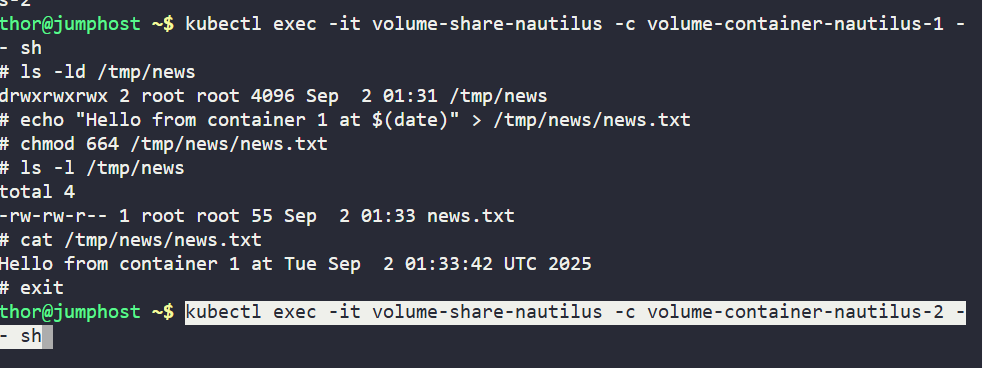 s-2
thor@jumphost ~$ kubectl exec -it volume-share-nautilus -c volume-container-nautilus-1 -
- sh
# ls -ld /tmp/news
drwxrwxrwx 2 root root 4096 Sep  2 01:31 /tmp/news
# echo "Hello from container 1 at $(date)" > /tmp/news/news.txt
# chmod 664 /tmp/news/news.txt
# ls -l /tmp/news
total 4
-rw-rw-r-- 1 root root 55 Sep  2 01:33 news.txt
# cat /tmp/news/news.txt
Hello from container 1 at Tue Sep  2 01:33:42 UTC 2025
# exit
thor@jumphost ~$ kubectl exec -it volume-share-nautilus -c volume-container-nautilus-2 -
- sh